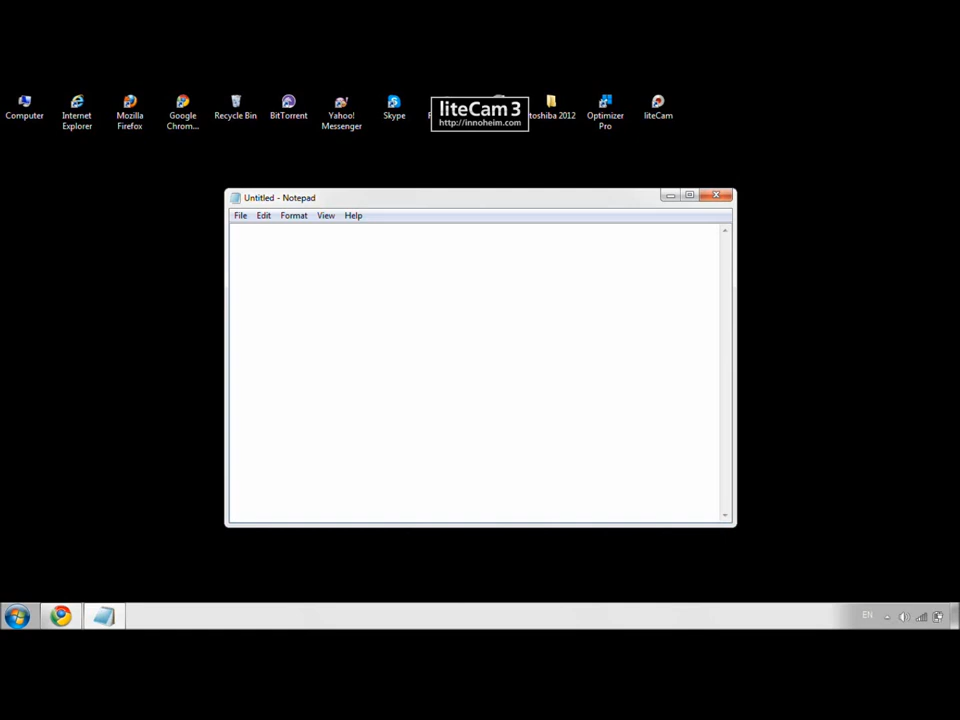 Computer
Internet
Explorer
Mozilla
Firefox
Google
Chrom...
Recycle Bin
BitTorrent
Yahoo!
Messenger
Skype
liteCam 3
http://innoheim.com
toshiba 2012
Optimizer
Pro
liteCam
Untitled - Notepad
File Edit Format View Help
EN